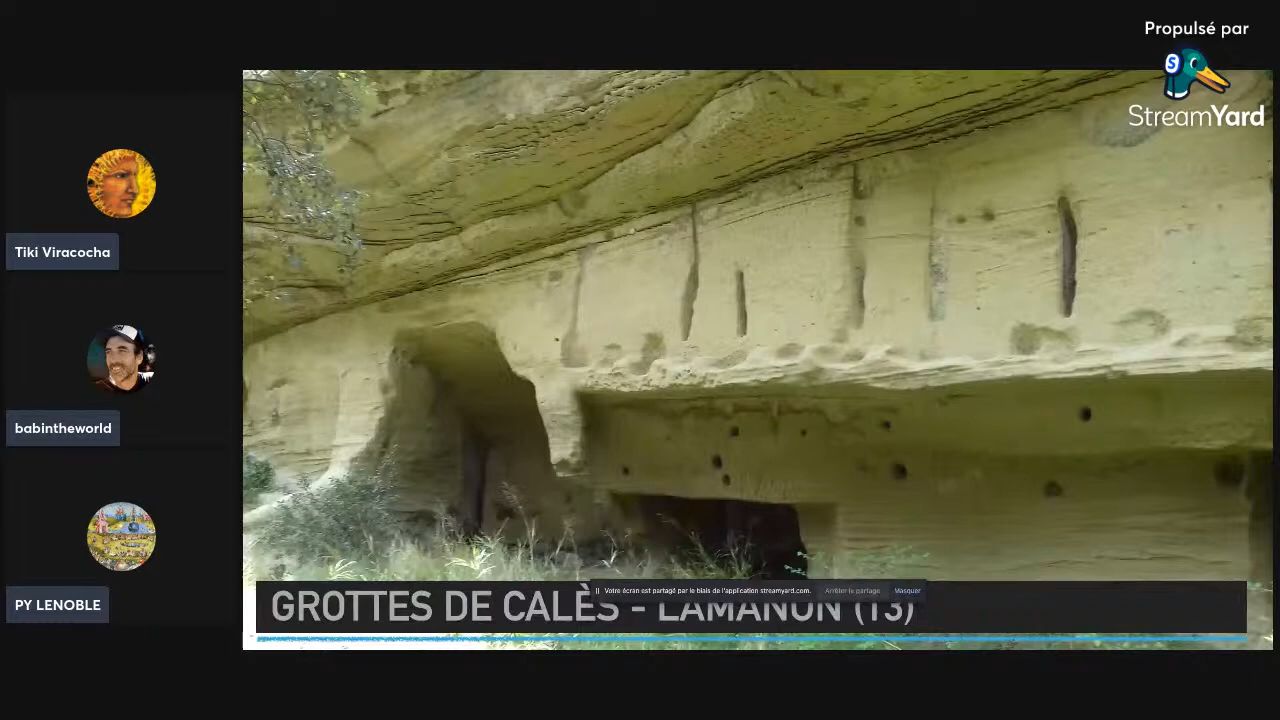 Propulsé par
StreamYard
Tiki Viracocha
babintheworld
PY LENOBLE
Votre écran est partagé par le biais de l'application streamyard.com. Arrêter le partage Masquer
GROTTES DE CALÈS - LAMANON (13)